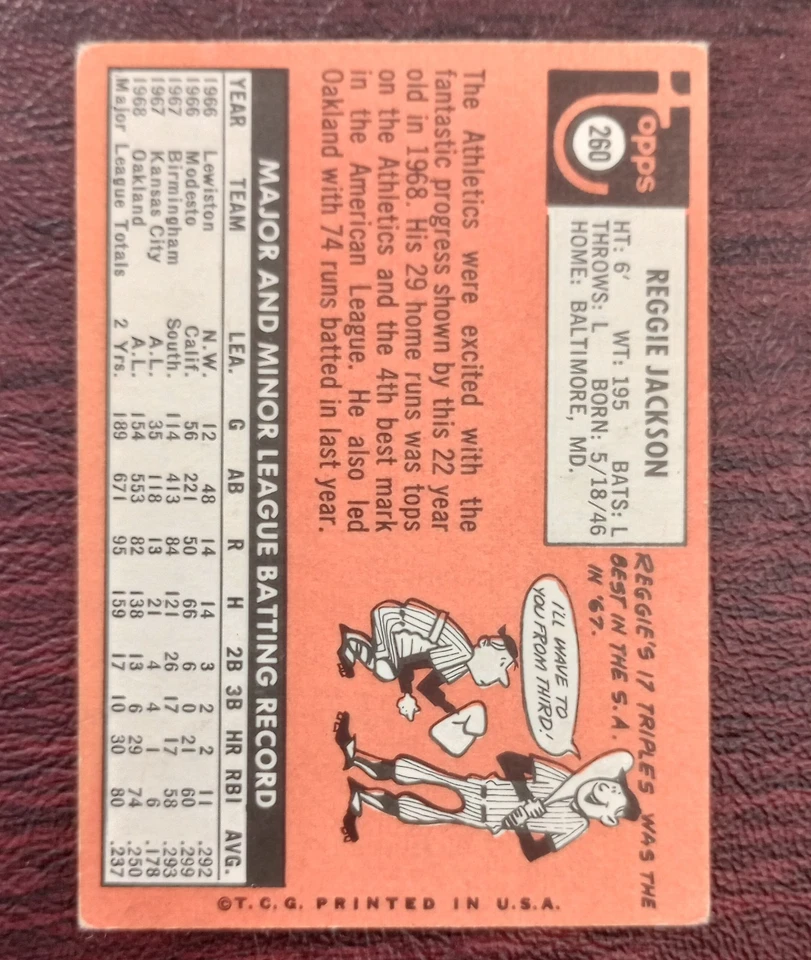 Topps
260
REGGIE JACKSON
HT: 6' WT: 195 BATS: L
THROWS: L BORN: 5/18/46
HOME: BALTIMORE, MD.
REGGIE'S 17 TRIPLES WAS THE
BEST IN THE S.A.
IN '67.
I'LL WAVE TO
YOU FROM THIRD!
The Athletics were excited with the
fantastic progress shown by this 22 year
old in 1968. His 29 home runs was tops
on the Athletics and the 4th best mark
in the American League. He also led
Oakland with 74 runs batted in last year.
MAJOR AND MINOR LEAGUE BATTING RECORD
YEAR TEAM LEA. G AB R H 2B 3B HR RBI AVG.
1966 Lewiston N.W. 12 48 14 14 3 2 2 11 .292
1966 Modesto Calif. 56 221 50 66 6 0 21 60 .299
1967 Birmingham South. 114 413 84 121 26 17 17 58 .293
1967 Kansas City A.L. 35 118 13 21 4 4 1 6 .178
1968 Oakland A.L. 154 553 82 138 13 6 29 74 .250
Major League Totals 2 Yrs. 189 671 95 159 17 10 30 80 .237
©T.C.G. PRINTED IN U.S.A.